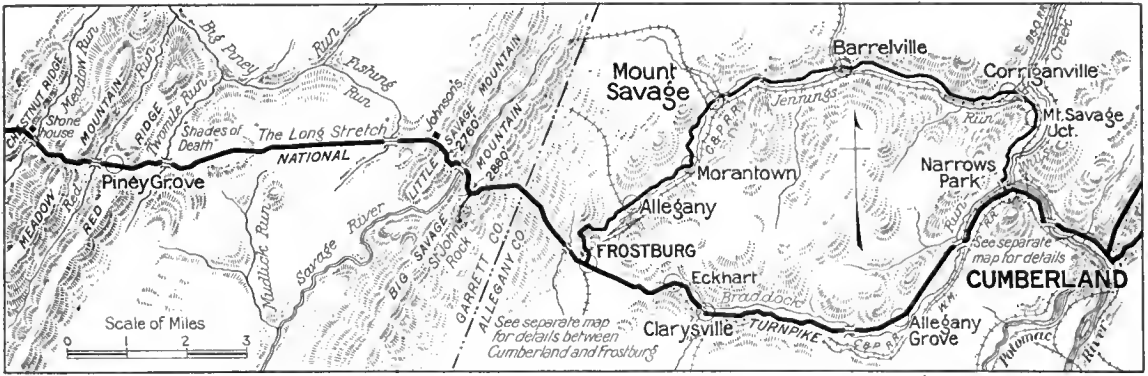 CHESTNUT RIDGE
Stone
house
Meadow Run
MEADOW MOUNTAIN
Red Run
Piney Grove
RED RIDGE
Twomile Run
Big Piney Run
Shades of
Death
Fishing
Run
"The Long Stretch"
NATIONAL
Johnson's
LITTLE SAVAGE MOUNTAIN
2760
BIG SAVAGE MOUNTAIN
2880
St. John's
Rock
Savage River
Mudlick Run
GARRETT CO.
ALLEGANY CO.
Scale of Miles
0 1 2 3
Mount
Savage
C. & P. R. R.
Barrelville
Jennings
Run
Corriganville
B. & O. R. R.
Creek
Mt. Savage
Jct.
Narrows
Park
Morantown
Allegany
FROSTBURG
Eckhart
Clarysville
Braddock
Run
TURNPIKE
C. & P. R. R.
Allegany
Grove
See separate
map for details
CUMBERLAND
See separate map
for details between
Cumberland and Frostburg
Potomac
River